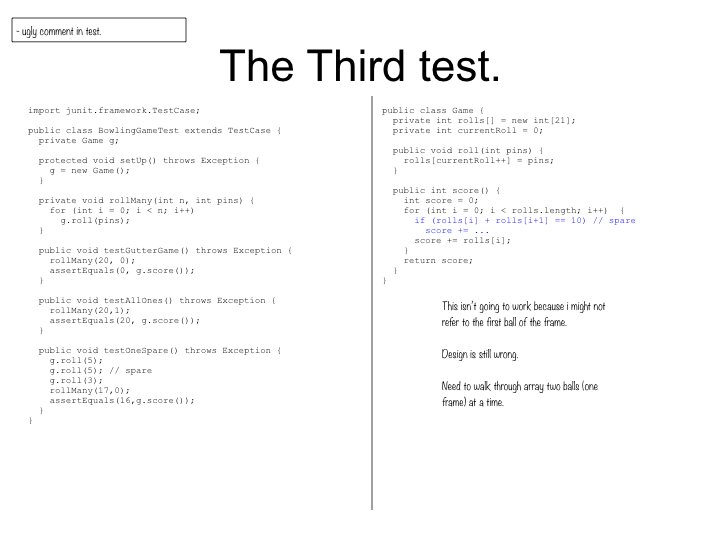 - ugly comment in test.
The Third test.
import junit.framework.TestCase;
public class BowlingGameTest extends TestCase {
private Game g;
protected void setUp() throws Exception {
g = new Game();
}
private void rollMany(int n, int pins) {
for (int i = 0; i < n; i++)
g.roll(pins);
}
public void testGutterGame() throws Exception {
rollMany(20, 0);
assertEquals(0, g.score());
}
public void testAllOnes() throws Exception {
rollMany(20,1);
assertEquals(20, g.score());
}
public void testOneSpare() throws Exception {
g.roll(5);
g.roll(5); // spare
g.roll(3);
rollMany(17,0);
assertEquals(16,g.score());
}
}
public class Game {
private int rolls[] = new int[21];
private int currentRoll = 0;
public void roll(int pins) {
rolls[currentRoll++] = pins;
}
public int score() {
int score = 0;
for (int i = 0; i < rolls.length; i++)  {
if (rolls[i] + rolls[i+1] == 10) // spare
score += ...
score += rolls[i];
}
return score;
}
}
This isn't going to work because i might not
refer to the first ball of the frame.
Design is still wrong.
Need to walk through array two balls (one
frame) at a time.